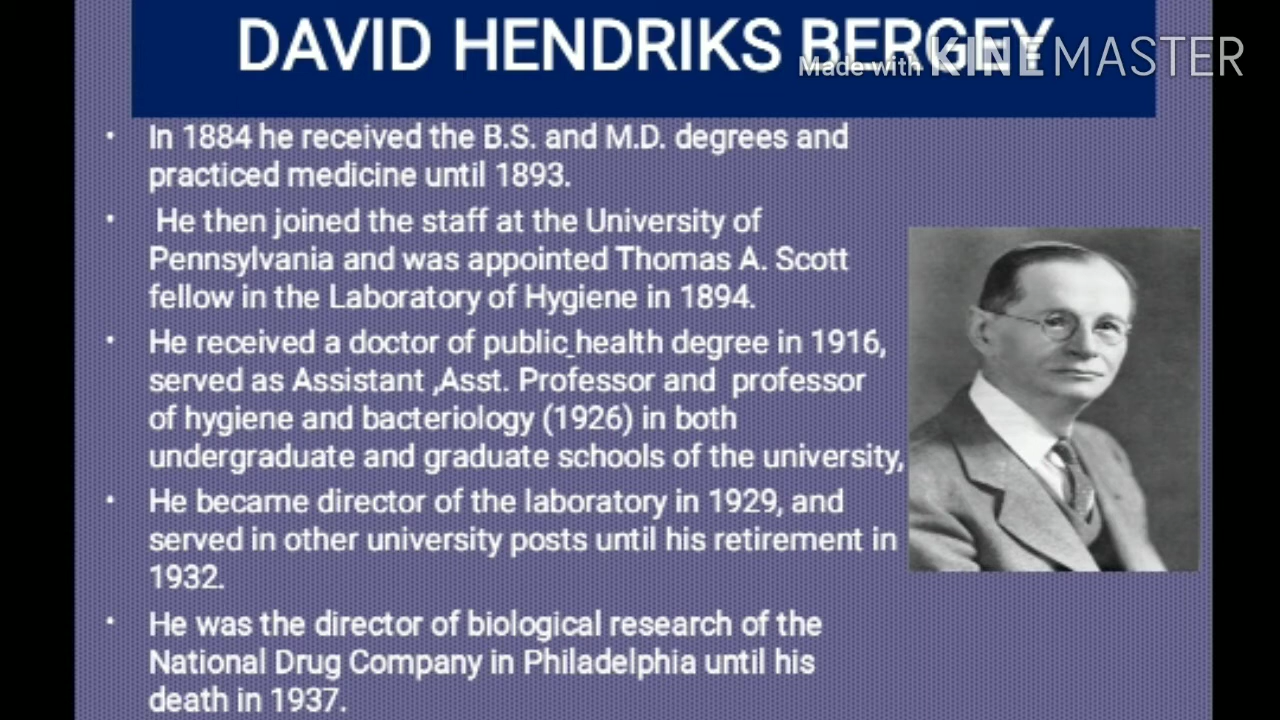 DAVID HENDRIKS BERGEY
Made with KINEMASTER
• In 1884 he received the B.S. and M.D. degrees and
practiced medicine until 1893.
• He then joined the staff at the University of
Pennsylvania and was appointed Thomas A. Scott
fellow in the Laboratory of Hygiene in 1894.
• He received a doctor of public health degree in 1916,
served as Assistant ,Asst. Professor and professor
of hygiene and bacteriology (1926) in both
undergraduate and graduate schools of the university,
• He became director of the laboratory in 1929, and
served in other university posts until his retirement in
1932.
• He was the director of biological research of the
National Drug Company in Philadelphia until his
death in 1937.